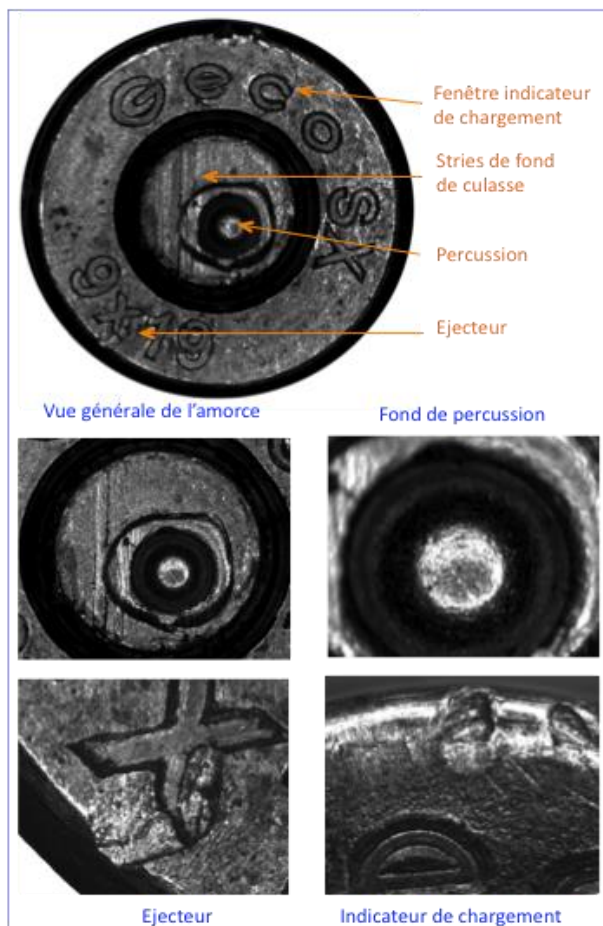 Geco
SX
9x19
Fenêtre indicateur
de chargement
Stries de fond
de culasse
Percussion
Ejecteur
Vue générale de l'amorce
Fond de percussion
Ejecteur
Indicateur de chargement